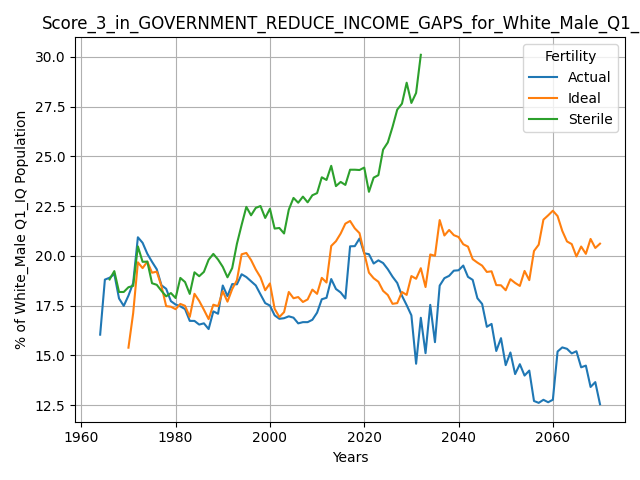 Score_3_in_GOVERNMENT_REDUCE_INCOME_GAPS_for_White_Male_Q1_
Fertility
Actual
Ideal
Sterile
% of White_Male Q1_IQ Population
30.0
27.5
25.0
22.5
20.0
17.5
15.0
12.5
1960
1980
2000
2020
2040
2060
Years